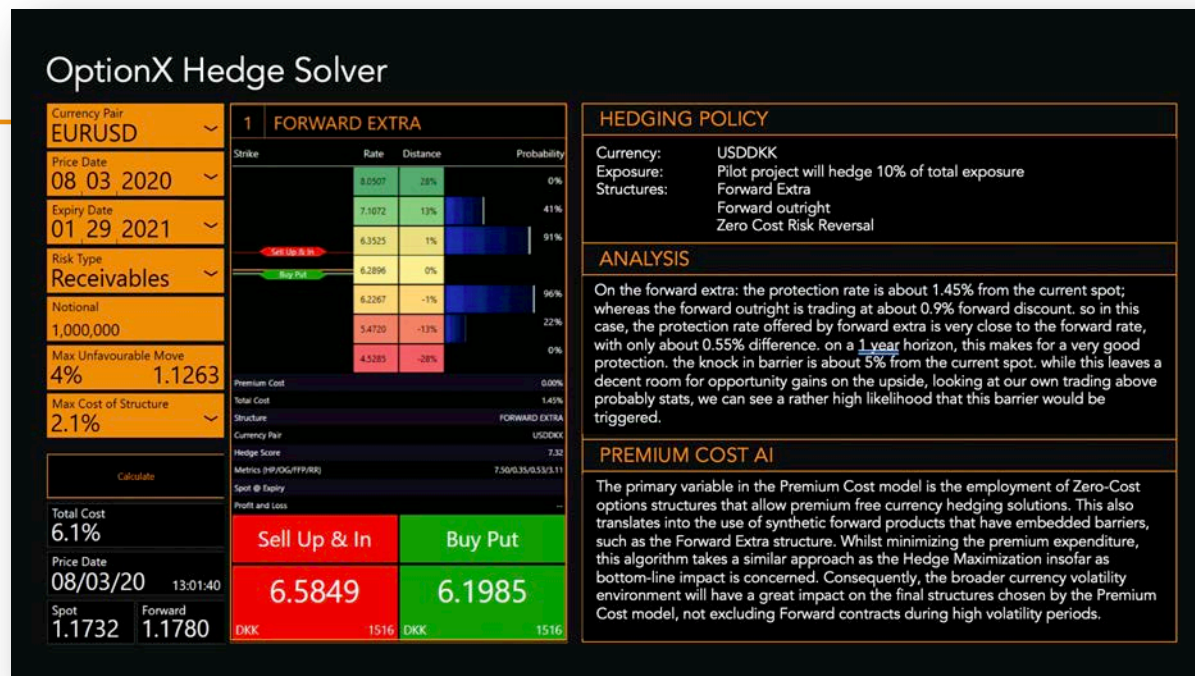 OptionX Hedge Solver
Currency Pair
EURUSD
Price Date
08 03 2020
Expiry Date
01 29 2021
Risk Type
Receivables
Notional
1,000,000
Max Unfavourable Move
4% 1.1263
Max Cost of Structure
2.1%
Calculate
Total Cost
6.1%
Price Date
08/03/20 13:01:40
Spot Forward
1.1732 1.1780
1 FORWARD EXTRA
Strike Rate Distance Probability
8.0507 28% 0%
7.1072 13% 41%
6.3525 1% 91%
Sell Up & In
6.2896 0%
Buy Put
6.2267 -1% 96%
5.4720 -13% 22%
4.5285 -28% 0%
Premium Cost 0.00%
Total Cost 1.45%
Structure FORWARD EXTRA
Currency Pair USDDKK
Hedge Score 7.32
Metrics (HP/OG/FFP/RR) 7.50/0.35/0.53/3.11
Spot @ Expiry
Profit and Loss --
Sell Up & In Buy Put
6.5849 6.1985
DKK 1516 DKK 1516
HEDGING POLICY
Currency: USDDKK
Exposure: Pilot project will hedge 10% of total exposure
Structures: Forward Extra
Forward outright
Zero Cost Risk Reversal
ANALYSIS
On the forward extra: the protection rate is about 1.45% from the current spot;
whereas the forward outright is trading at about 0.9% forward discount. so in this
case, the protection rate offered by forward extra is very close to the forward rate,
with only about 0.55% difference. on a 1 year horizon, this makes for a very good
protection. the knock in barrier is about 5% from the current spot. while this leaves a
decent room for opportunity gains on the upside, looking at our own trading above
probably stats, we can see a rather high likelihood that this barrier would be
triggered.
PREMIUM COST AI
The primary variable in the Premium Cost model is the employment of Zero-Cost
options structures that allow premium free currency hedging solutions. This also
translates into the use of synthetic forward products that have embedded barriers,
such as the Forward Extra structure. Whilst minimizing the premium expenditure,
this algorithm takes a similar approach as the Hedge Maximization insofar as
bottom-line impact is concerned. Consequently, the broader currency volatility
environment will have a great impact on the final structures chosen by the Premium
Cost model, not excluding Forward contracts during high volatility periods.